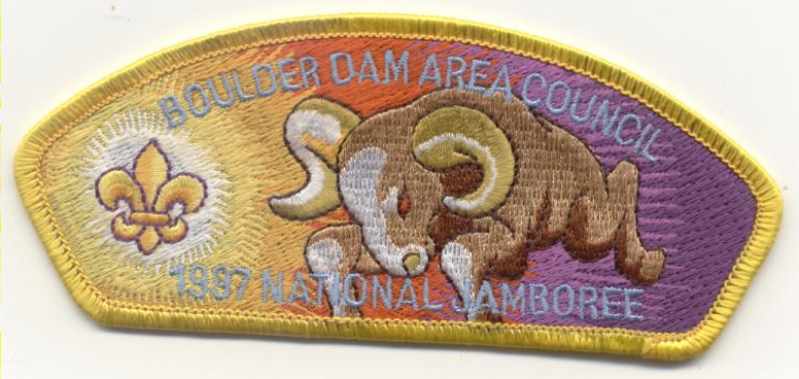 BOULDER DAM AREA COUNCIL
1997 NATIONAL JAMBOREE